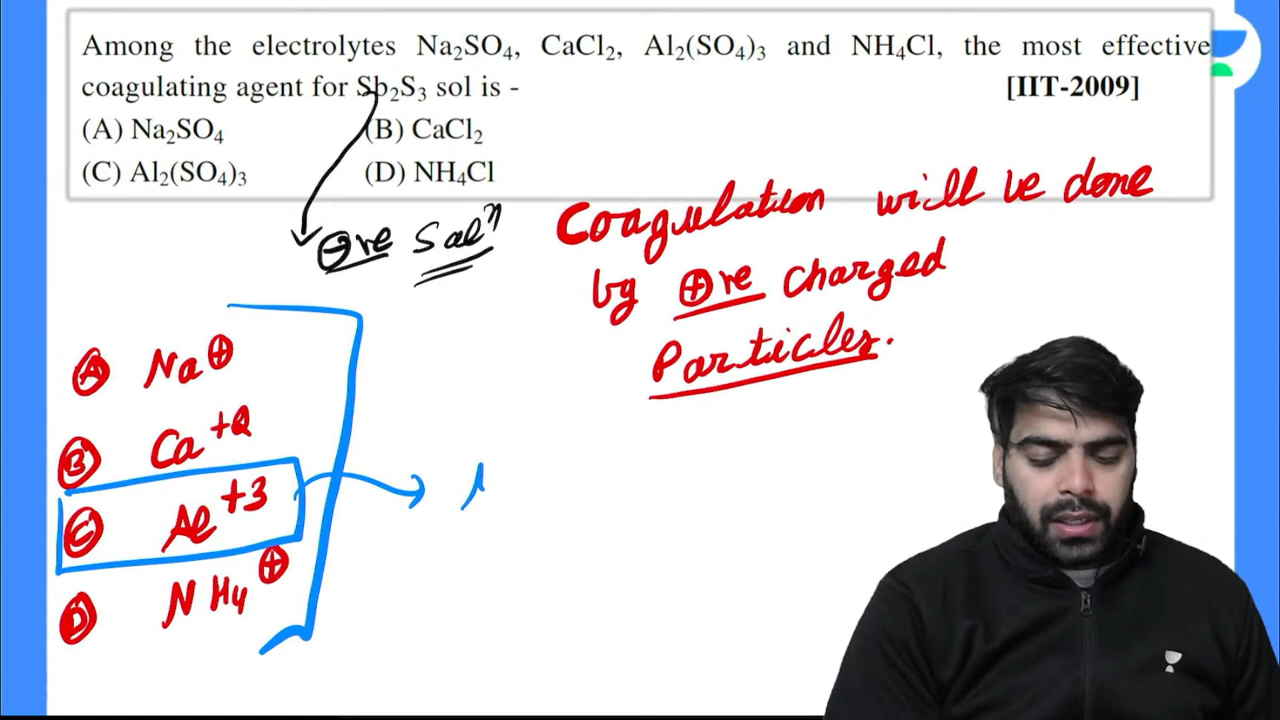 Among the electrolytes Na₂SO₄, CaCl₂, Al₂(SO₄)₃ and NH₄Cl, the most effective
coagulating agent for Sb₂S₃ sol is - [IIT-2009]
(A) Na₂SO₄ (B) CaCl₂
(C) Al₂(SO₄)₃ (D) NH₄Cl
⊖ve Solⁿ
Coagulation will be done
by ⊕ve charged
Particles.
Ⓐ Na⊕
Ⓑ Ca⁺²
Ⓒ Al⁺³
Ⓓ NH₄⊕